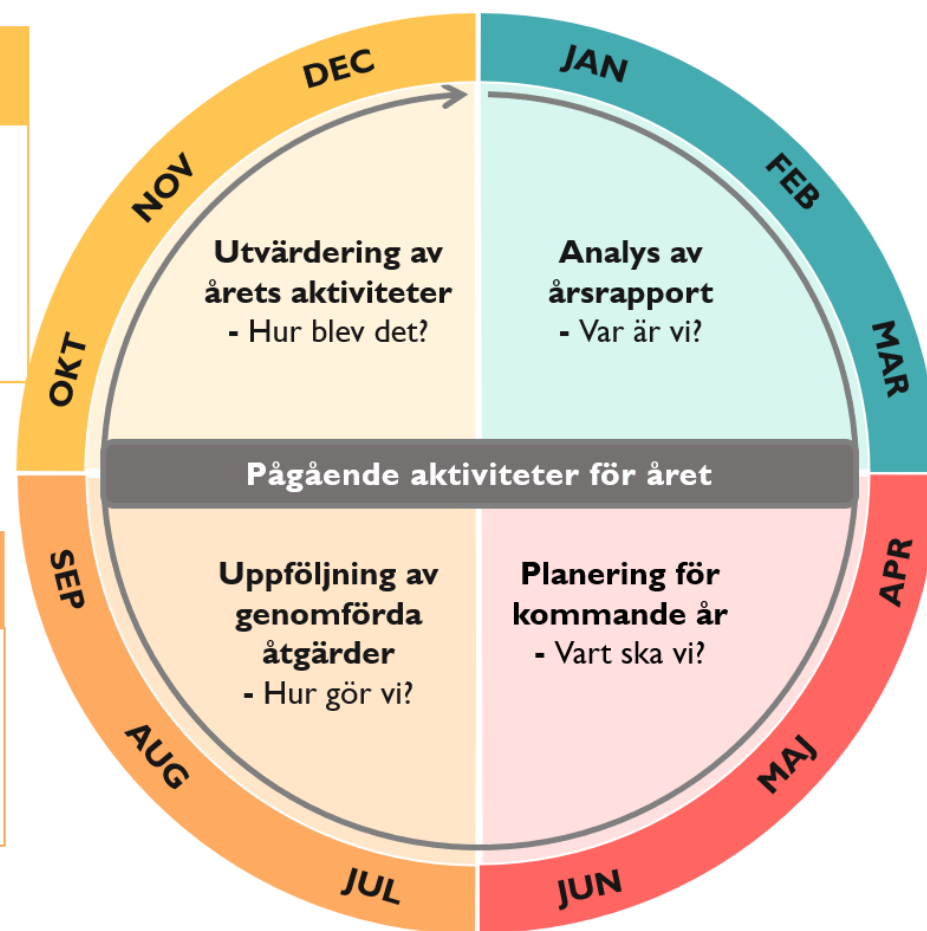 JAN
FEB
MAR
APR
MAJ
JUN
JUL
AUG
SEP
OKT
NOV
DEC
Analys av
årsrapport
- Var är vi?
Planering för
kommande år
- Vart ska vi?
Uppföljning av
genomförda
åtgärder
- Hur gör vi?
Utvärdering av
årets aktiviteter
- Hur blev det?
Pågående aktiviteter för året